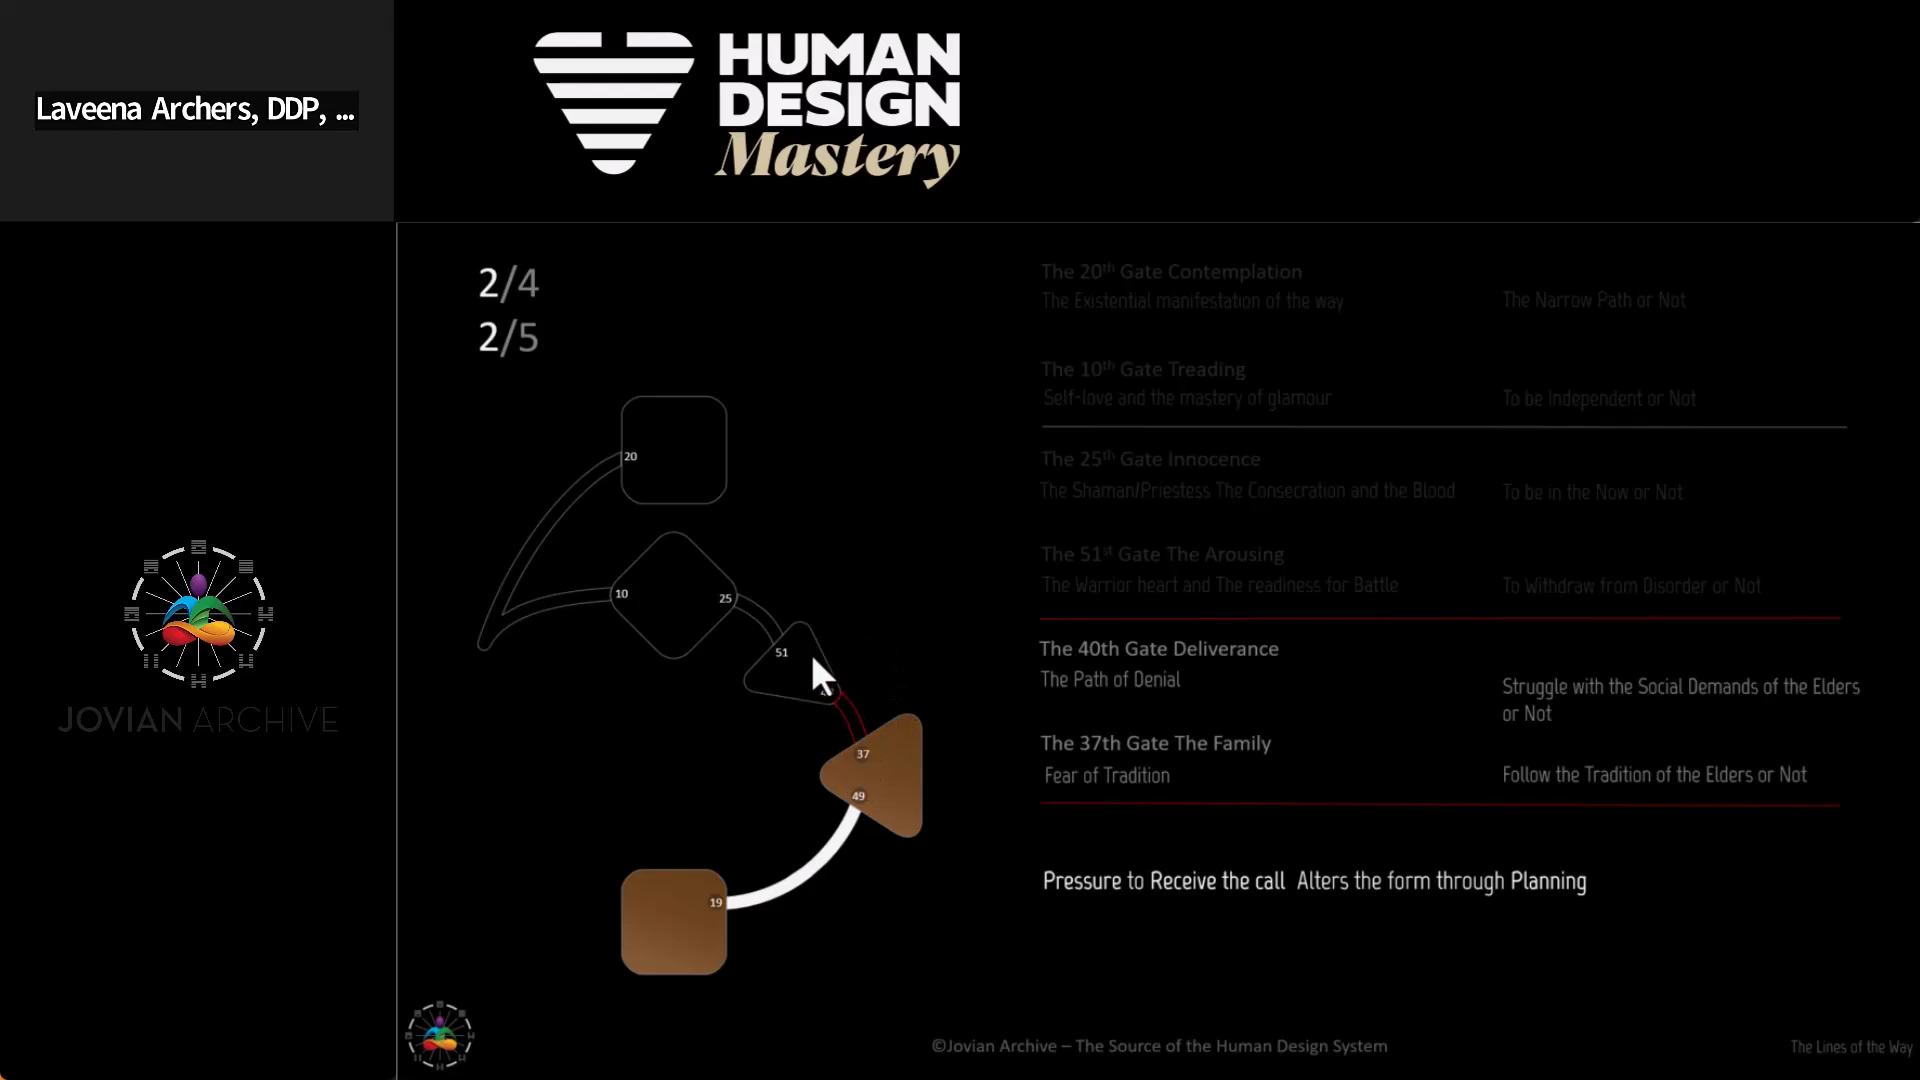 Laveena Archers, DDP, ...
HUMAN
DESIGN
Mastery
2/4
2/5
The 20th Gate Contemplation
The Existential manifestation of the way
The Narrow Path or Not
The 10th Gate Treading
Self-love and the mastery of glamour
To be Independent or Not
The 25th Gate Innocence
The Shaman/Priestess The Consecration and the Blood
To be in the Now or Not
The 51st Gate The Arousing
The Warrior heart and The readiness for Battle
To Withdraw from Disorder or Not
The 40th Gate Deliverance
The Path of Denial
Struggle with the Social Demands of the Elders
or Not
The 37th Gate The Family
Fear of Tradition
Follow the Tradition of the Elders or Not
Pressure to Receive the call Alters the form through Planning
20
10
25
51
37
49
19
JOVIAN ARCHIVE
©Jovian Archive – The Source of the Human Design System
The Lines of the Way